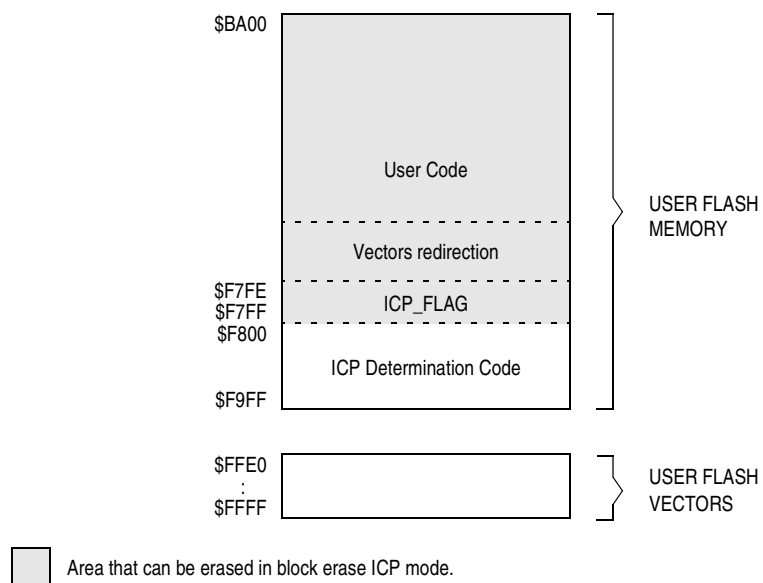 $BA00
User Code
USER FLASH
MEMORY
Vectors redirection
$F7FE
ICP_FLAG
$F7FF
$F800
ICP Determination Code
$F9FF
$FFE0
:
$FFFF
USER FLASH
VECTORS
Area that can be erased in block erase ICP mode.